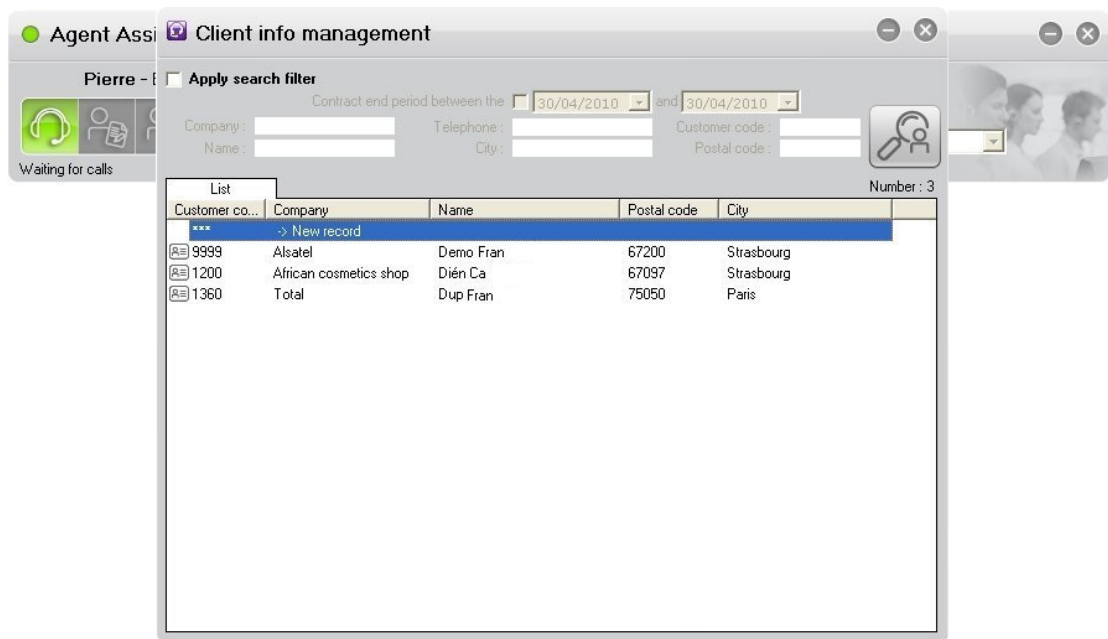 Agent Assi
Client info management
Pierre -
Apply search filter
Contract end period between the 30/04/2010 and 30/04/2010
Company : Telephone : Customer code :
Name : City : Postal code :
Waiting for calls
List Number : 3
Customer co... Company Name Postal code City
*** -> New record
9999 Alsatel Demo Fran 67200 Strasbourg
1200 African cosmetics shop Dién Ca 67097 Strasbourg
1360 Total Dup Fran 75050 Paris